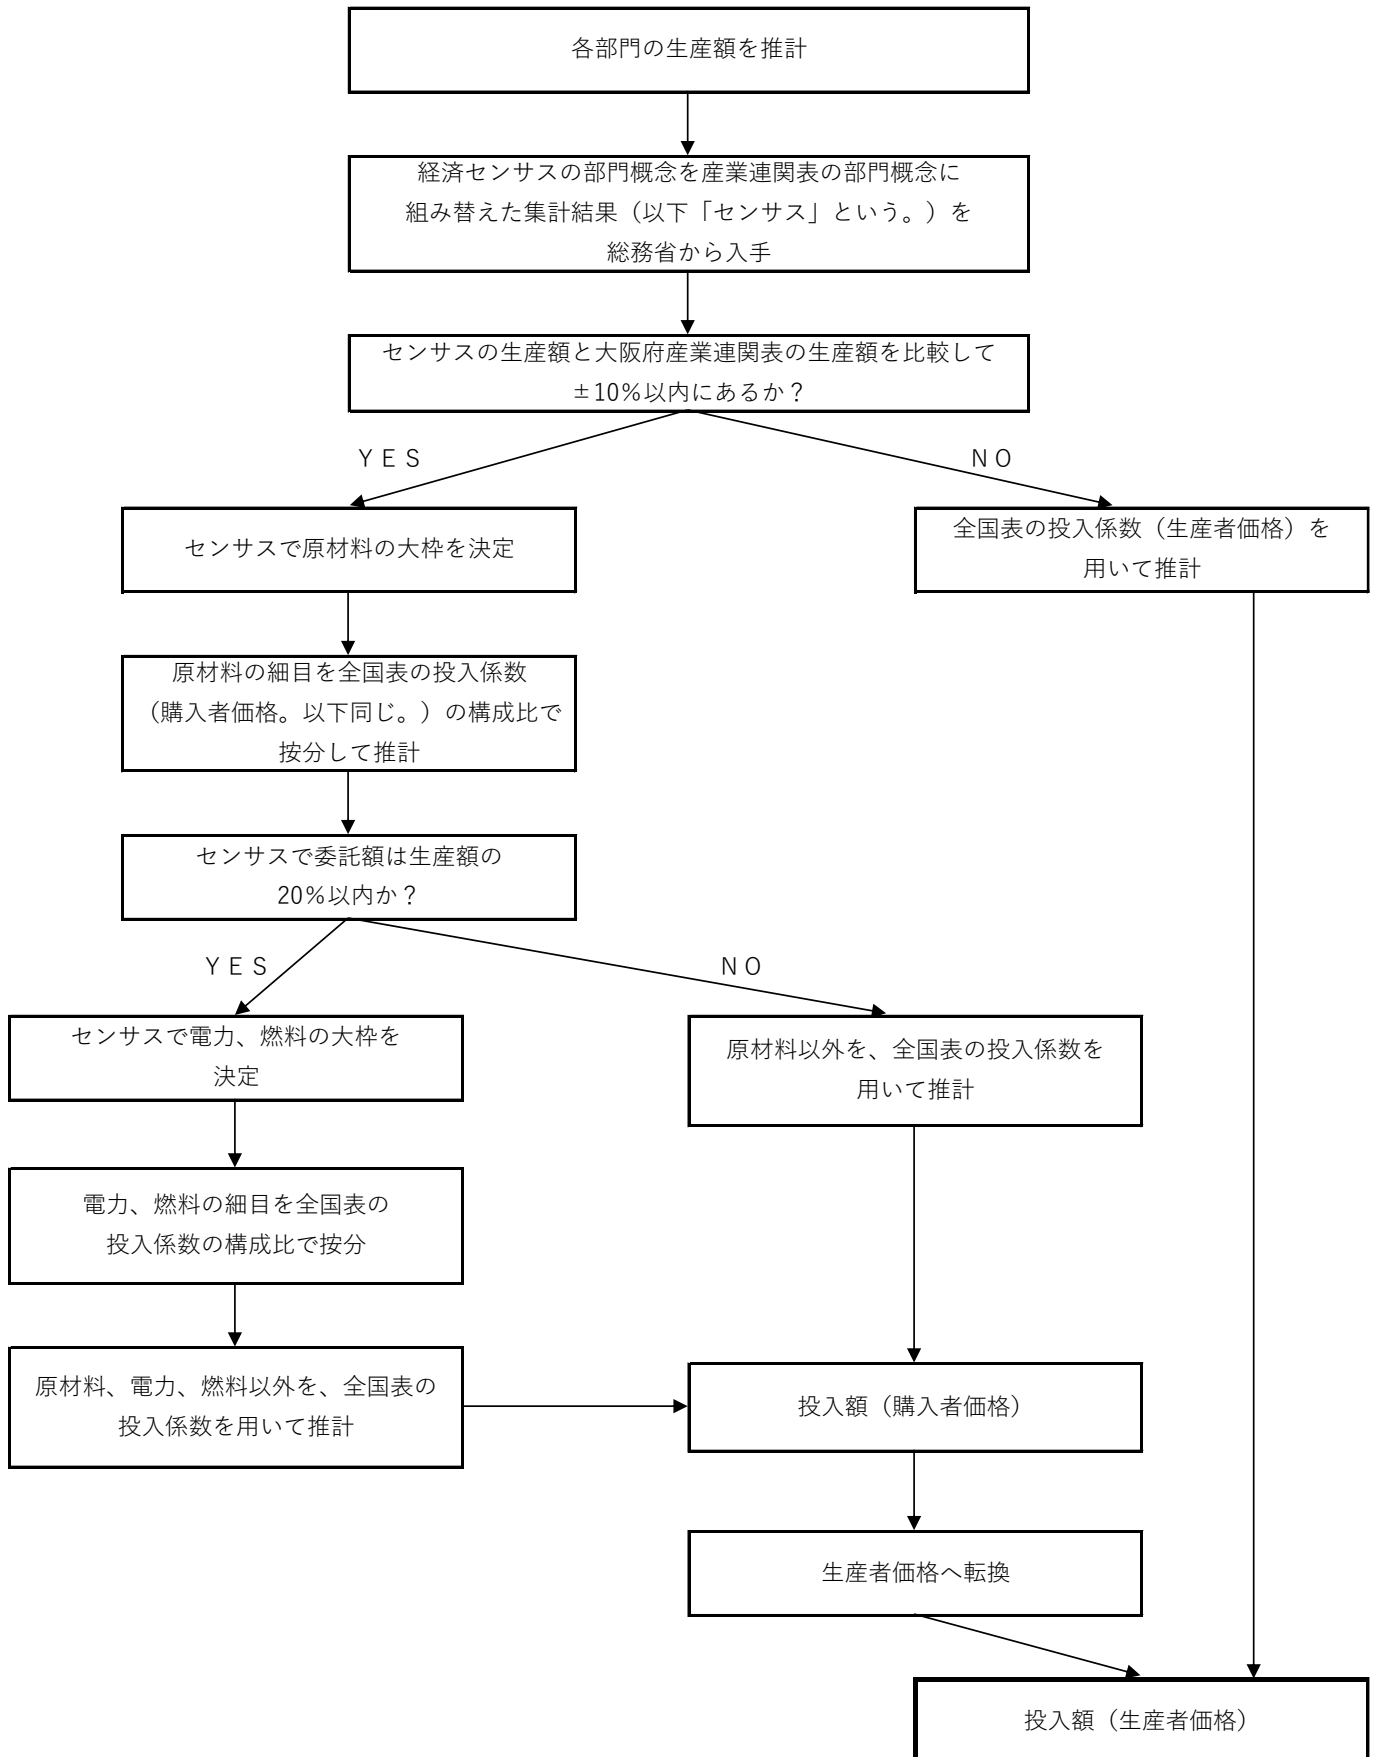 各部門の生産額を推計
経済センサスの部門概念を産業連関表の部門概念に
組み替えた集計結果（以下「センサス」という。）を
総務省から入手
センサスの生産額と大阪府産業連関表の生産額を比較して
±10%以内にあるか？
ＹＥＳ
ＮＯ
センサスで原材料の大枠を決定
全国表の投入係数（生産者価格）を
用いて推計
原材料の細目を全国表の投入係数
（購入者価格。以下同じ。）の構成比で
按分して推計
センサスで委託額は生産額の
20%以内か？
ＹＥＳ
ＮＯ
センサスで電力、燃料の大枠を
決定
原材料以外を、全国表の投入係数を
用いて推計
電力、燃料の細目を全国表の
投入係数の構成比で按分
原材料、電力、燃料以外を、全国表の
投入係数を用いて推計
投入額（購入者価格）
生産者価格へ転換
投入額（生産者価格）